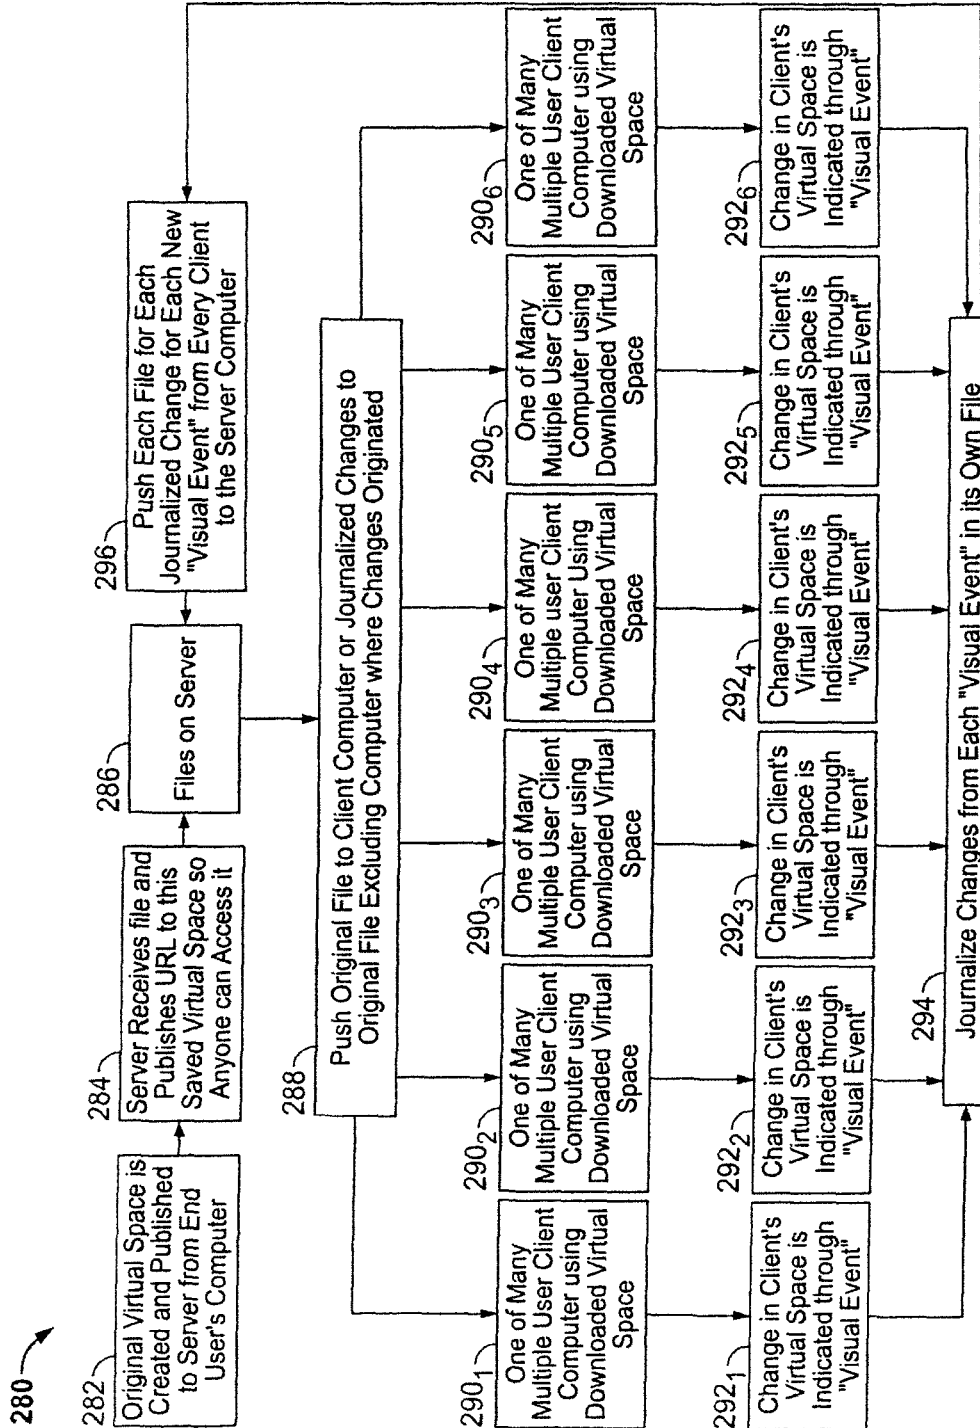 280
282
Original Virtual Space is
Created and Published
to Server from End
User's Computer
284
Server Receives file and
Publishes URL to this
Saved Virtual Space so
Anyone can Access it
286
Files on Server
296
Push Each File for Each
Journalized Change for Each New
"Visual Event" from Every Client
to the Server Computer
288
Push Original File to Client Computer or Journalized Changes to
Original File Excluding Computer where Changes Originated
290₁
One of Many
Multiple User Client
Computer using
Downloaded Virtual
Space
290₂
One of Many
Multiple User Client
Computer using
Downloaded Virtual
Space
290₃
One of Many
Multiple User Client
Computer using
Downloaded Virtual
Space
290₄
One of Many
Multiple user Client
Computer Using
Downloaded Virtual
Space
290₅
One of Many
Multiple User Client
Computer using
Downloaded Virtual
Space
290₆
One of Many
Multiple User Client
Computer using
Downloaded Virtual
Space
292₁
Change in Client's
Virtual Space is
Indicated through
"Visual Event"
292₂
Change in Client's
Virtual Space is
Indicated through
"Visual Event"
292₃
Change in Client's
Virtual Space is
Indicated through
"Visual Event"
292₄
Change in Client's
Virtual Space is
Indicated through
"Visual Event"
292₅
Change in Client's
Virtual Space is
Indicated through
"Visual Event"
292₆
Change in Client's
Virtual Space is
Indicated through
"Visual Event"
294
Journalize Changes from Each "Visual Event" in its Own File